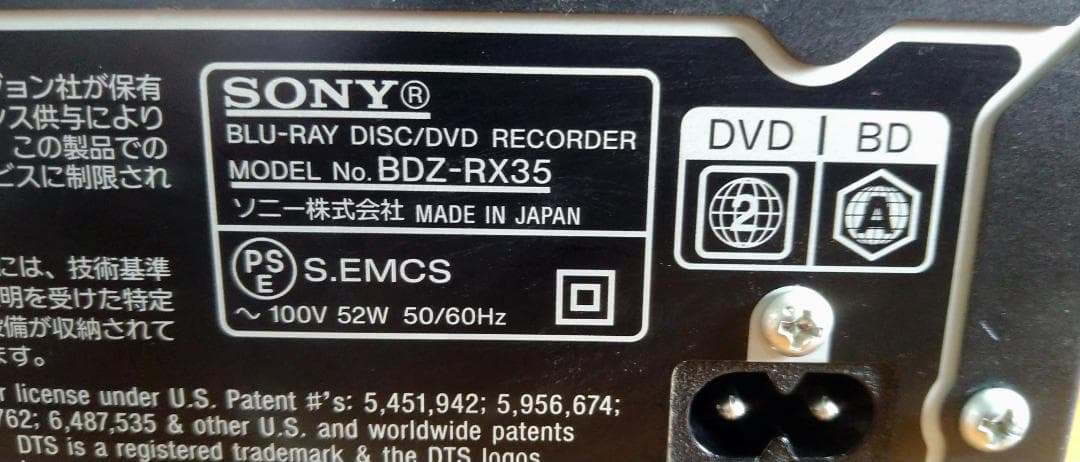 ョン社が保有
ス供与により
この製品での
ビスに制限され
には、技術基準
明を受けた特定
備が収納されて
ます。
SONY®
BLU-RAY DISC/DVD RECORDER
MODEL No. BDZ-RX35
ソニー株式会社 MADE IN JAPAN
PSE S.EMCS
～ 100V 52W 50/60Hz
DVD | BD
2 A
license under U.S. Patent #'s: 5,451,942; 5,956,674;
762; 6,487,535 & other U.S. and worldwide patents
DTS is a registered trademark & the DTS logos